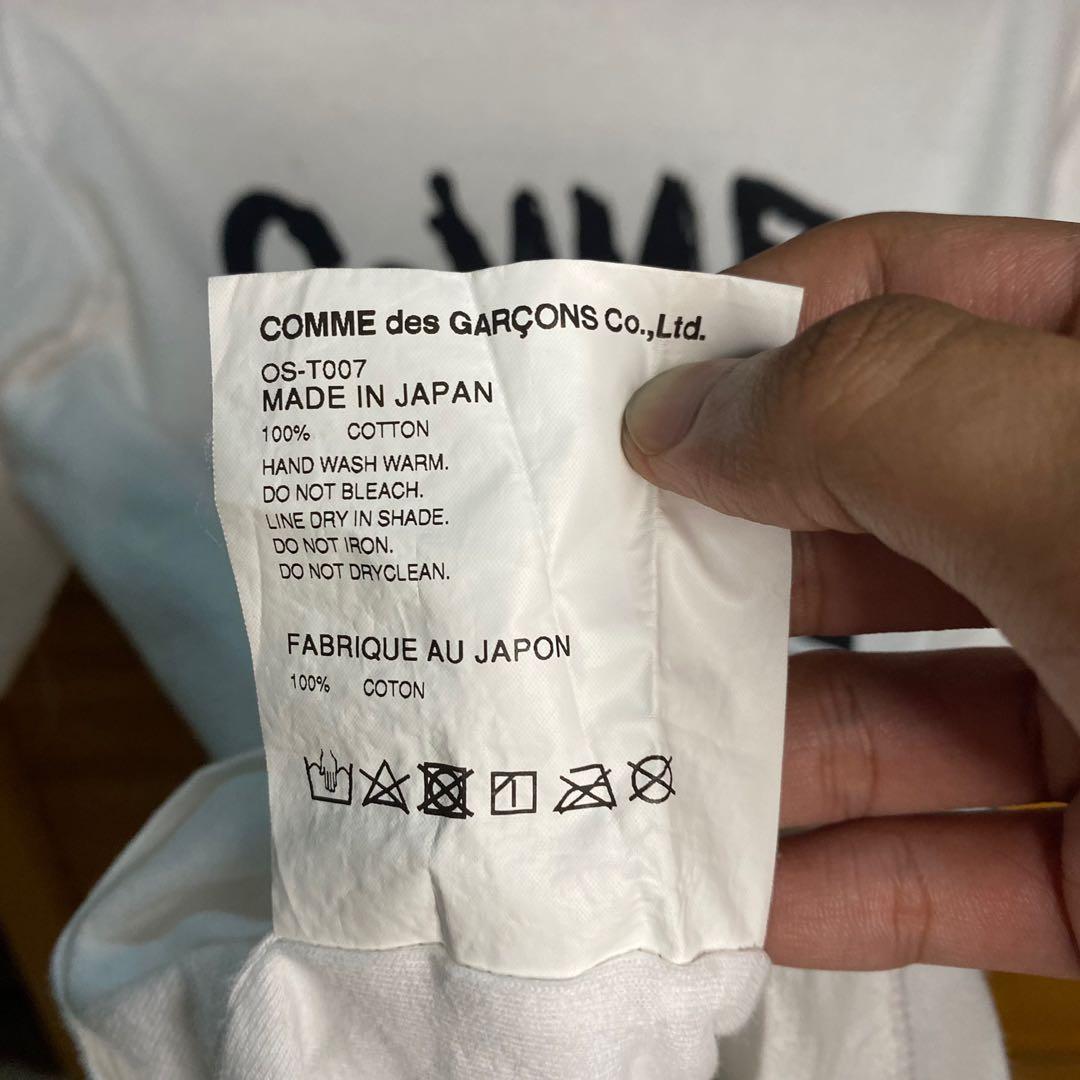 COMME
COMME des GARÇONS Co.,Ltd.
OS-T007
MADE IN JAPAN
100% COTTON
HAND WASH WARM.
DO NOT BLEACH.
LINE DRY IN SHADE.
DO NOT IRON.
DO NOT DRYCLEAN.
FABRIQUE AU JAPON
100% COTON